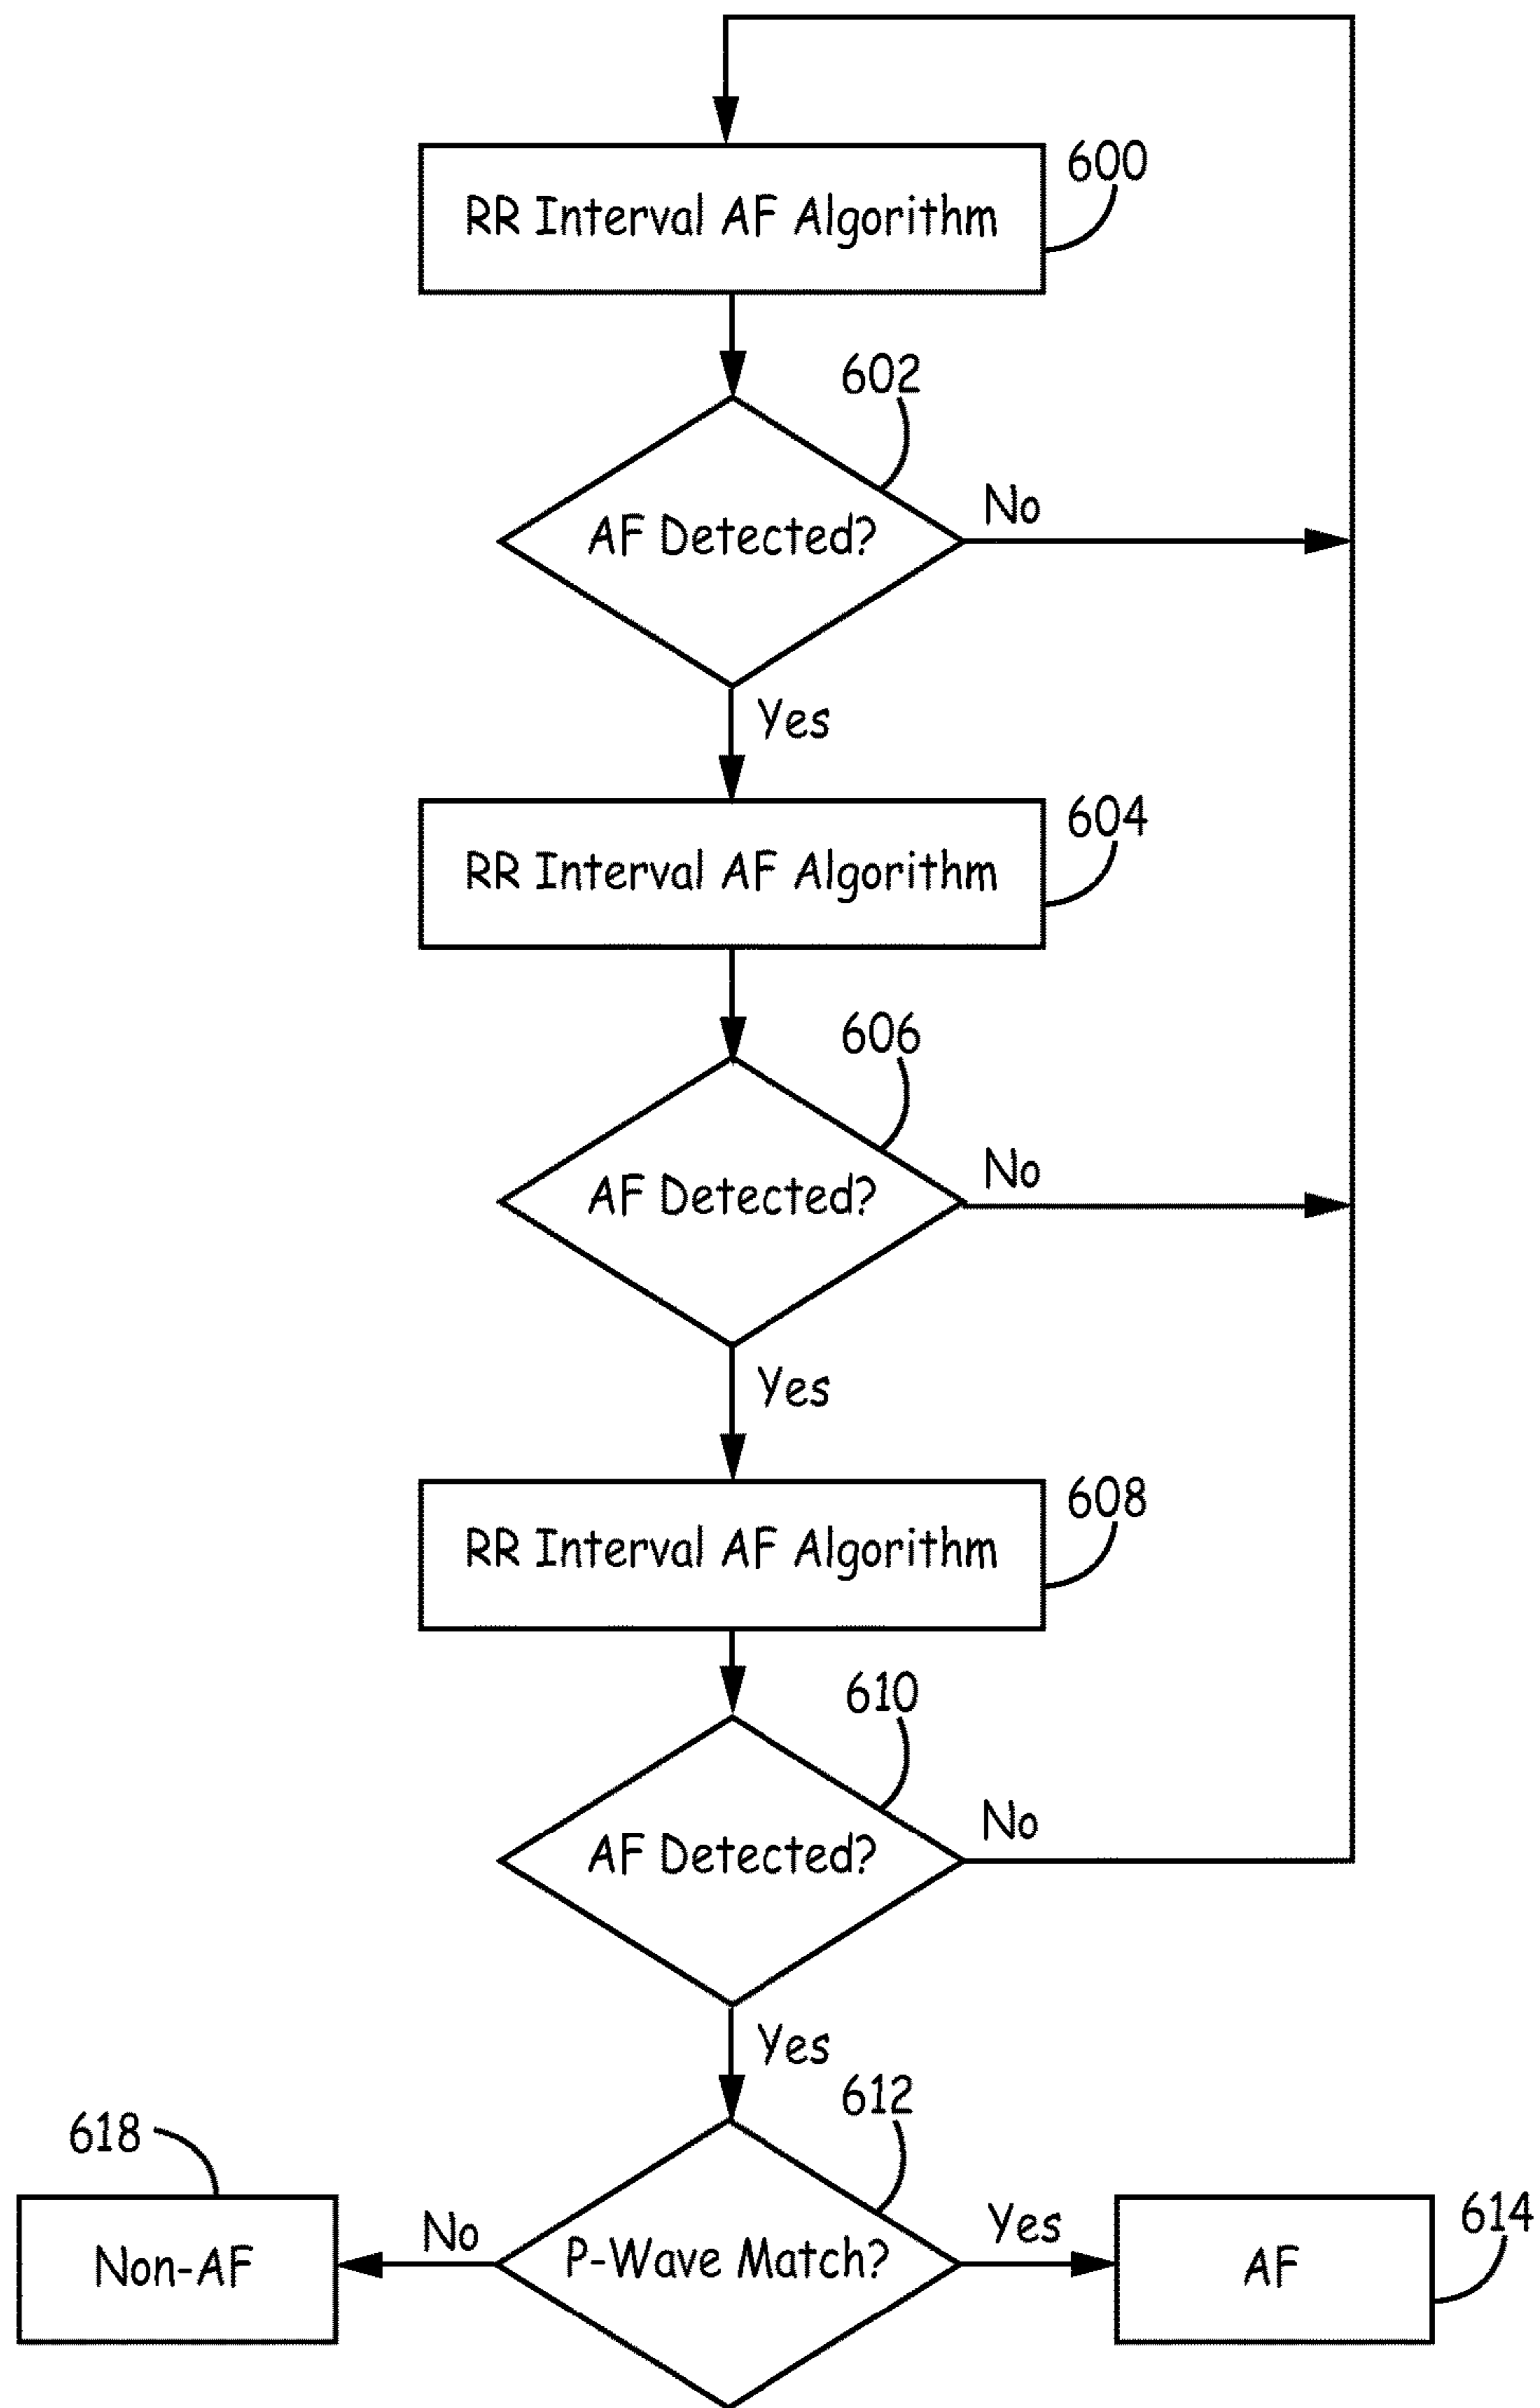 600
RR Interval AF Algorithm
602
No
AF Detected?
Yes
604
RR Interval AF Algorithm
606
No
AF Detected?
Yes
608
RR Interval AF Algorithm
610
No
AF Detected?
Yes
612
618
614
No
Yes
Non-AF
P-Wave Match?
AF